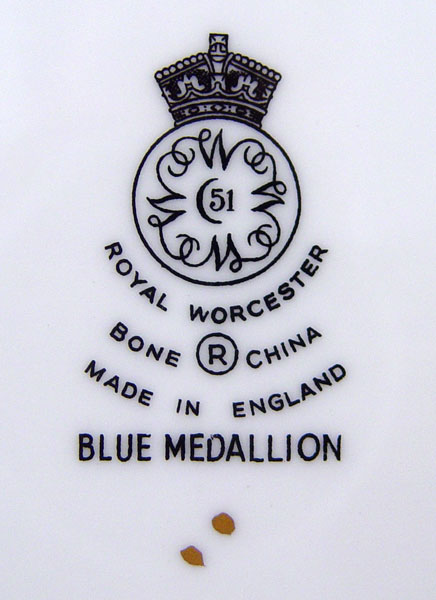 51
ROYAL WORCESTER
BONE ® CHINA
MADE IN ENGLAND
BLUE MEDALLION